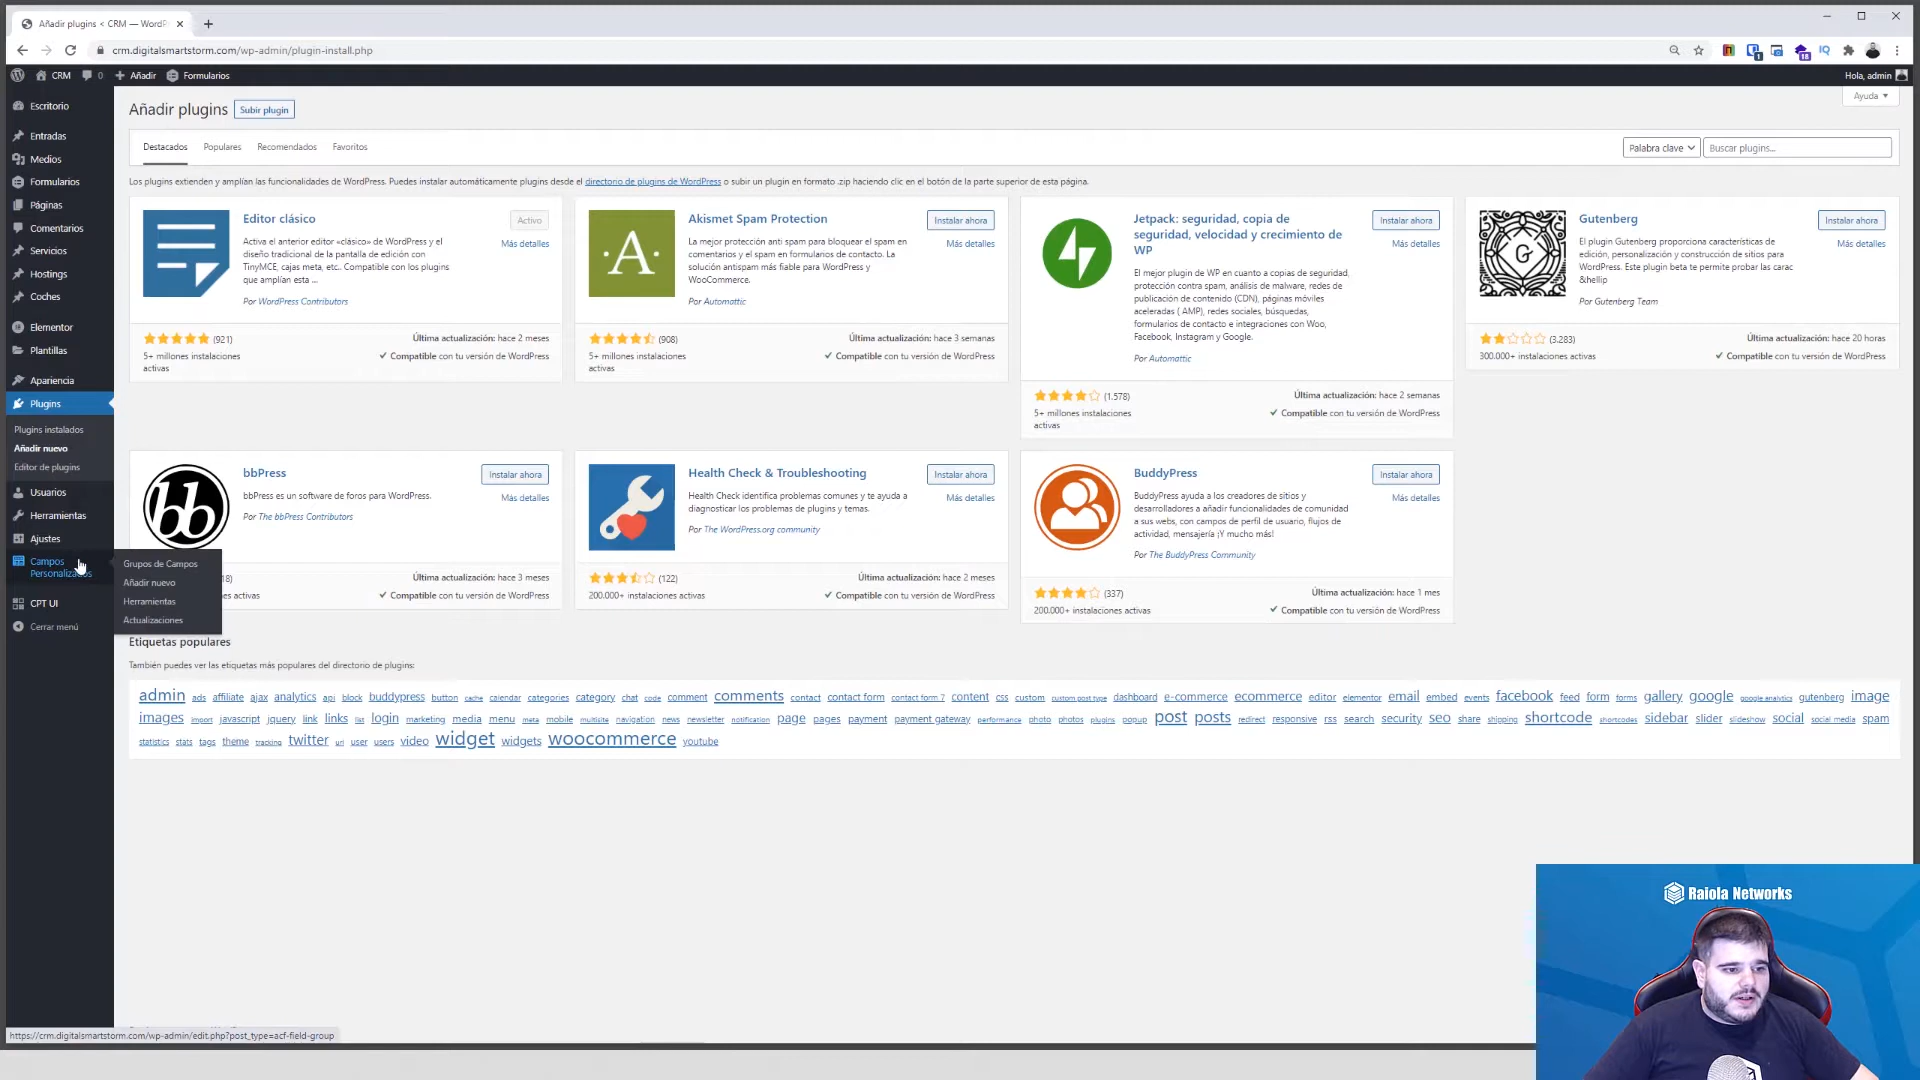 Añadir plugins < CRM — WordPr
crm.digitalsmartstorm.com/wp-admin/plugin-install.php
CRM 0 Añadir Formularios
Hola, admin
Escritorio
Entradas
Medios
Formularios
Páginas
Comentarios
Servicios
Hostings
Coches
Elementor
Plantillas
Apariencia
Plugins
Plugins instalados
Añadir nuevo
Editor de plugins
Usuarios
Herramientas
Ajustes
Campos
Personalizados
CPT UI
Cerrar menú
Grupos de Campos
Añadir nuevo
Herramientas
Actualizaciones
Añadir plugins Subir plugin
Ayuda
Destacados Populares Recomendados Favoritos
Palabra clave Buscar plugins...
Los plugins extienden y amplían las funcionalidades de WordPress. Puedes instalar automáticamente plugins desde el directorio de plugins de WordPress o subir un plugin en formato .zip haciendo clic en el botón de la parte superior de esta página.
Editor clásico
Activo
Más detalles
Activa el anterior editor «clásico» de WordPress y el
diseño tradicional de la pantalla de edición con
TinyMCE, cajas meta, etc. Compatible con los plugins
que amplían esta ...
Por WordPress Contributors
(921)
5+ millones instalaciones
activas
Última actualización: hace 2 meses
Compatible con tu versión de WordPress
Akismet Spam Protection
Instalar ahora
Más detalles
La mejor protección anti spam para bloquear el spam en
comentarios y el spam en formularios de contacto. La
solución antispam más fiable para WordPress y
WooCommerce.
Por Automattic
(908)
5+ millones instalaciones
activas
Última actualización: hace 3 semanas
Compatible con tu versión de WordPress
Jetpack: seguridad, copia de
seguridad, velocidad y crecimiento de
WP
Instalar ahora
Más detalles
El mejor plugin de WP en cuanto a copias de seguridad,
protección contra spam, análisis de malware, redes de
publicación de contenido (CDN), páginas móviles
aceleradas ( AMP), redes sociales, búsquedas,
formularios de contacto e integraciones con Woo,
Facebook, Instagram y Google.
Por Automattic
(1.578)
5+ millones instalaciones
activas
Última actualización: hace 2 semanas
Compatible con tu versión de WordPress
Gutenberg
Instalar ahora
Más detalles
El plugin Gutenberg proporciona características de
edición, personalización y construcción de sitios para
WordPress. Este plugin beta te permite probar las carac
&hellip
Por Gutenberg Team
(3.283)
300.000+ instalaciones activas
Última actualización: hace 20 horas
Compatible con tu versión de WordPress
bbPress
Instalar ahora
Más detalles
bbPress es un software de foros para WordPress.
Por The bbPress Contributors
18)
es activas
Última actualización: hace 3 meses
Compatible con tu versión de WordPress
Health Check & Troubleshooting
Instalar ahora
Más detalles
Health Check identifica problemas comunes y te ayuda a
diagnosticar los problemas de plugins y temas.
Por The WordPress.org community
(122)
200.000+ instalaciones activas
Última actualización: hace 2 meses
Compatible con tu versión de WordPress
BuddyPress
Instalar ahora
Más detalles
BuddyPress ayuda a los creadores de sitios y
desarrolladores a añadir funcionalidades de comunidad
a sus webs, con campos de perfil de usuario, flujos de
actividad, mensajería ¡Y mucho más!
Por The BuddyPress Community
(337)
200.000+ instalaciones activas
Última actualización: hace 1 mes
Compatible con tu versión de WordPress
Etiquetas populares
También puedes ver las etiquetas más populares del directorio de plugins:
admin ads affiliate ajax analytics api block buddypress button cache calendar categories category chat code comment comments contact contact form contact form 7 content css custom custom post type dashboard e-commerce ecommerce editor elementor email embed events facebook feed form forms gallery google google analytics gutenberg image
images import javascript jquery link links list login marketing media menu meta mobile multisite navigation news newsletter notification page pages payment payment gateway performance photo photos plugins popup post posts redirect responsive rss search security seo share shipping shortcode shortcodes sidebar slider slideshow social social media spam
statistics stats tags theme tracking twitter url user users video widget widgets woocommerce youtube
https://crm.digitalsmartstorm.com/wp-admin/edit.php?post_type=acf-field-group
Raiola Networks